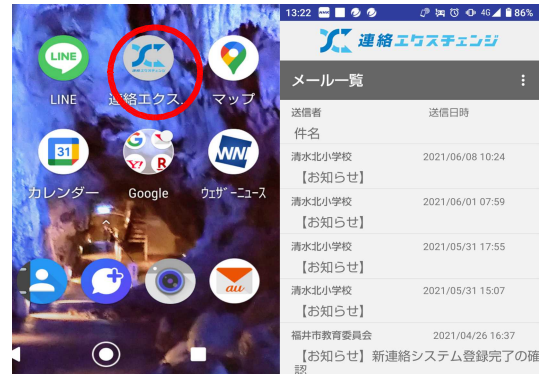 LINE
連絡エクス..
マップ
31
G
Y!
R
WNI
カレンダー
Google
ウェザーニュース
au
13:22
4G
86%
連絡エクスチェンジ
メール一覧
送信者
送信日時
件名
清水北小学校
2021/06/08 10:24
【お知らせ】
清水北小学校
2021/06/01 07:59
【お知らせ】
清水北小学校
2021/05/31 17:55
【お知らせ】
清水北小学校
2021/05/31 15:07
【お知らせ】
福井市教育委員会
2021/04/26 16:37
【お知らせ】新連絡システム登録完了の確
認